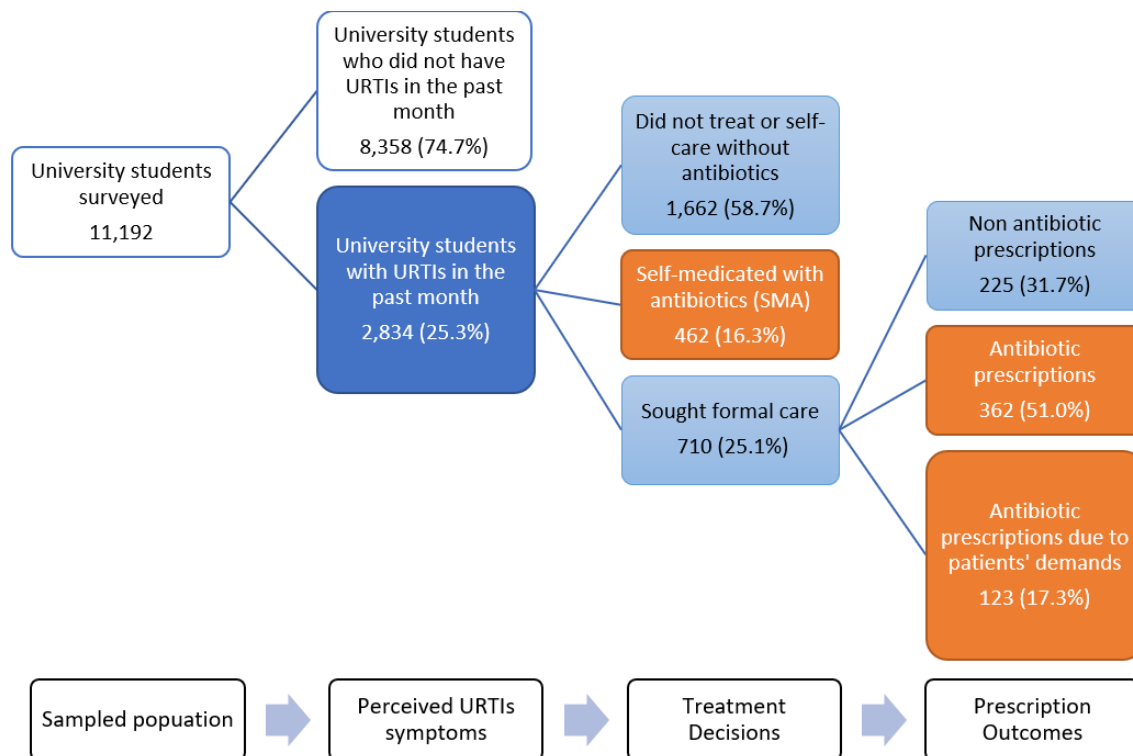 University students surveyed
11,192
University students
who did not have
URTIs in the past
month
8,358 (74.7%)
University students
with URTIs in the
past month
2,834 (25.3%)
Did not treat or self-
care without
antibiotics
1,662 (58.7%)
Self-medicated with
antibiotics (SMA)
462 (16.3%)
Sought formal care
710 (25.1%)
Non antibiotic
prescriptions
225 (31.7%)
Antibiotic
prescriptions
362 (51.0%)
Antibiotic
prescriptions due to
patients' demands
123 (17.3%)
Sampled popuation
Perceived URTIs
symptoms
Treatment
Decisions
Prescription
Outcomes